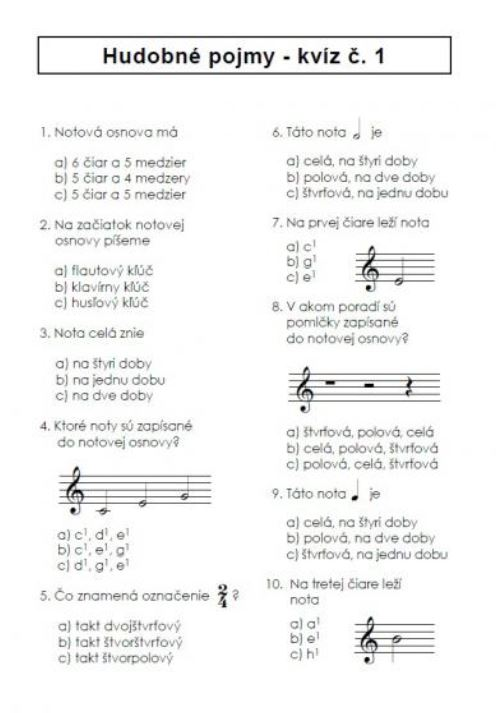 Hudobné pojmy - kvíz č. 1
1. Notová osnova má
a) 6 čiar a 5 medzier
b) 5 čiar a 4 medzery
c) 5 čiar a 5 medzier
2. Na začiatok notovej
osnovy píšeme
a) flautový kľúč
b) klavírny kľúč
c) husľový kľúč
3. Nota celá znie
a) na štyri doby
b) na jednu dobu
c) na dve doby
4. Ktoré noty sú zapísané
do notovej osnovy?
a) c¹, d¹, e¹
b) c¹, e¹, g¹
c) d¹, g¹, e¹
5. Čo znamená označenie 2/4 ?
a) takt dvojštvrťový
b) takt štvorštvrťový
c) takt štvorpolový
6. Táto nota je
a) celá, na štyri doby
b) polová, na dve doby
c) štvrťová, na jednu dobu
7. Na prvej čiare leží nota
a) c¹
b) g¹
c) e¹
8. V akom poradí sú
pomlčky zapísané
do notovej osnovy?
a) štvrťová, polová, celá
b) celá, polová, štvrťová
c) polová, celá, štvrťová
9. Táto nota je
a) celá, na štyri doby
b) polová, na dve doby
c) štvrťová, na jednu dobu
10. Na tretej čiare leží
nota
a) a¹
b) e¹
c) h¹